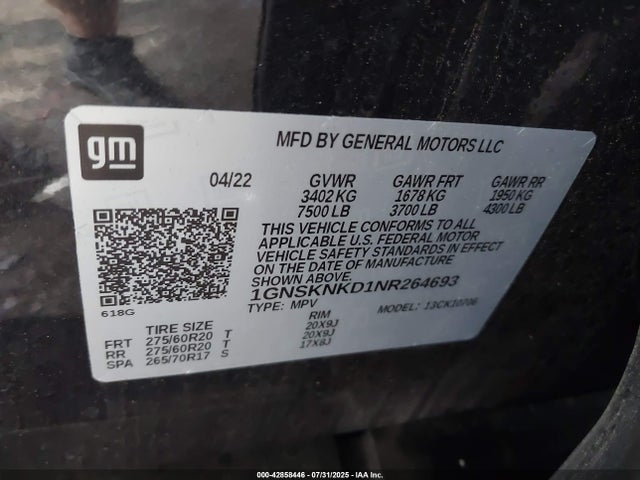 gm
MFD BY GENERAL MOTORS LLC
04/22 GVWR GAWR FRT GAWR RR
3402 KG 1678 KG 1950 KG
7500 LB 3700 LB 4300 LB
THIS VEHICLE CONFORMS TO ALL
APPLICABLE U.S. FEDERAL MOTOR
VEHICLE SAFETY STANDARDS IN EFFECT
ON THE DATE OF MANUFACTURE
SHOWN ABOVE.
1GNSKNKD1NR264693
TYPE: MPV MODEL: 13CK10706
618G
TIRE SIZE RIM
FRT 275/60R20 T 20X9J
RR 275/60R20 T 20X9J
SPA 265/70R17 S 17X8J
000-42858446 - 07/31/2025 - IAA Inc.